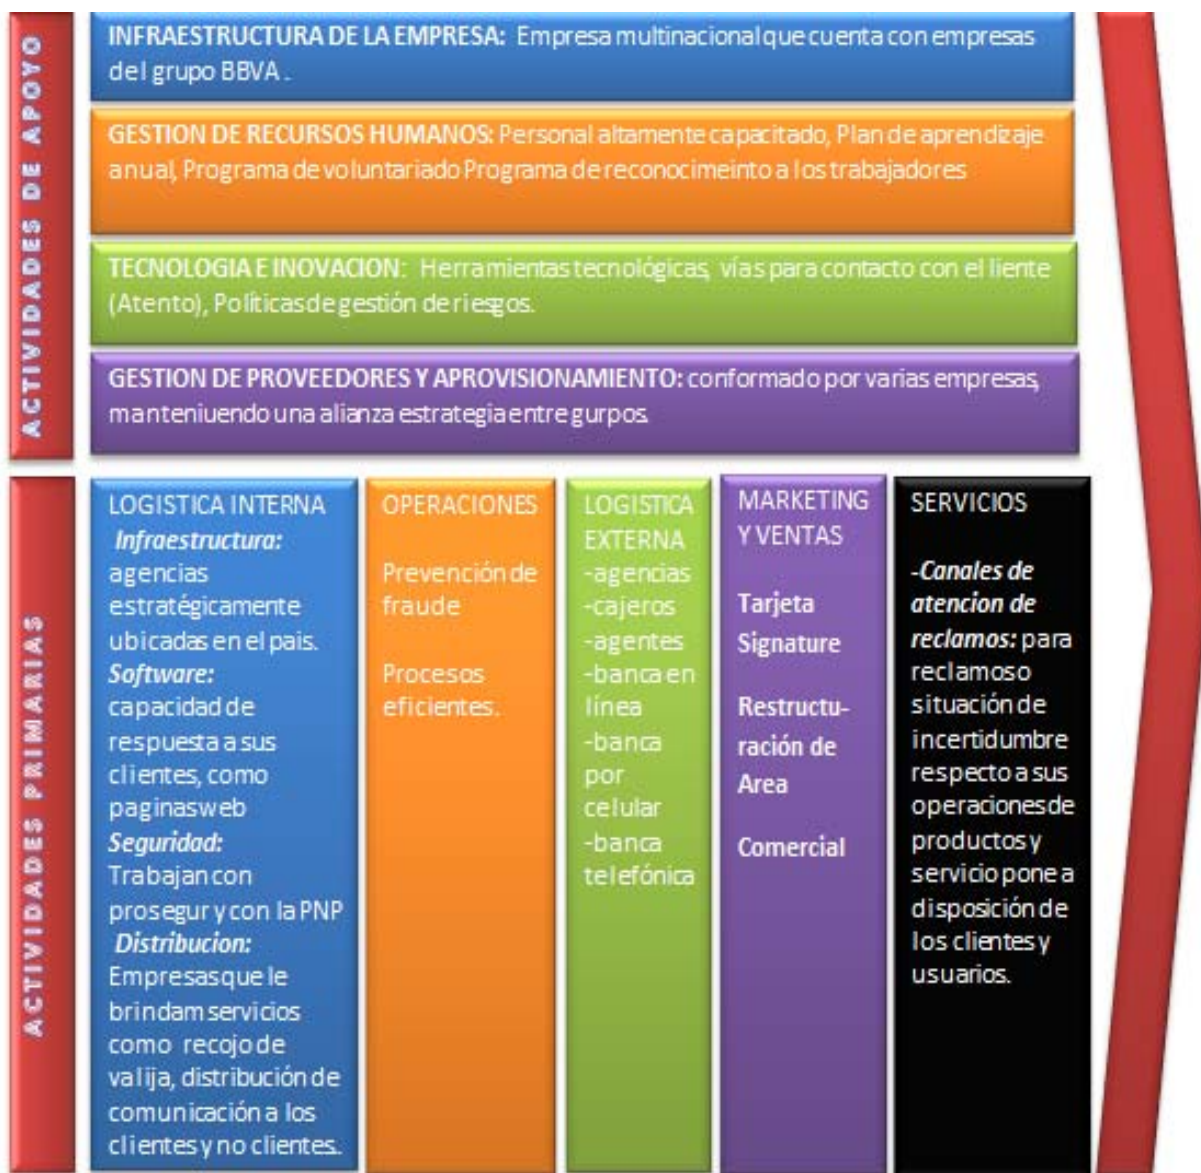 ACTIVIDADES DE APOYO
INFRAESTRUCTURA DE LA EMPRESA: Empresa multinacional que cuenta con empresas
del grupo BBVA .
GESTION DE RECURSOS HUMANOS: Personal altamente capacitado, Plan de aprendizaje
anual, Programa de voluntariado Programa de reconocimeinto a los trabajadores
TECNOLOGIA E INOVACION: Herramientas tecnológicas, vías para contacto con el liente
(Atento), Políticas de gestión de riesgos.
GESTION DE PROVEEDORES Y APROVISIONAMIENTO: conformado por varias empresas,
manteniuendo una alianza estrategia entre gurpos.
ACTIVIDADES PRIMARIAS
LOGISTICA INTERNA
Infraestructura:
agencias
estratégicamente
ubicadas en el pais.
Software:
capacidad de
respuesta a sus
clientes, como
paginas web
Seguridad:
Trabajan con
prosegur y con la PNP
Distribucion:
Empresas que le
brindam servicios
como recojo de
valija, distribución de
comunicación a los
clientes y no clientes..
OPERACIONES
Prevención de
fraude
Procesos
eficientes.
LOGISTICA
EXTERNA
-agencias
-cajeros
-agentes
-banca en
línea
-banca
por
celular
-banca
telefónica
MARKETING
Y VENTAS
Tarjeta
Signature
Restructu-
ración de
Area
Comercial
SERVICIOS
-Canales de
atencion de
reclamos: para
reclamos o
situación de
incertidumbre
respecto a sus
operaciones de
productos y
servicio pone a
disposición de
los clientes y
usuarios.